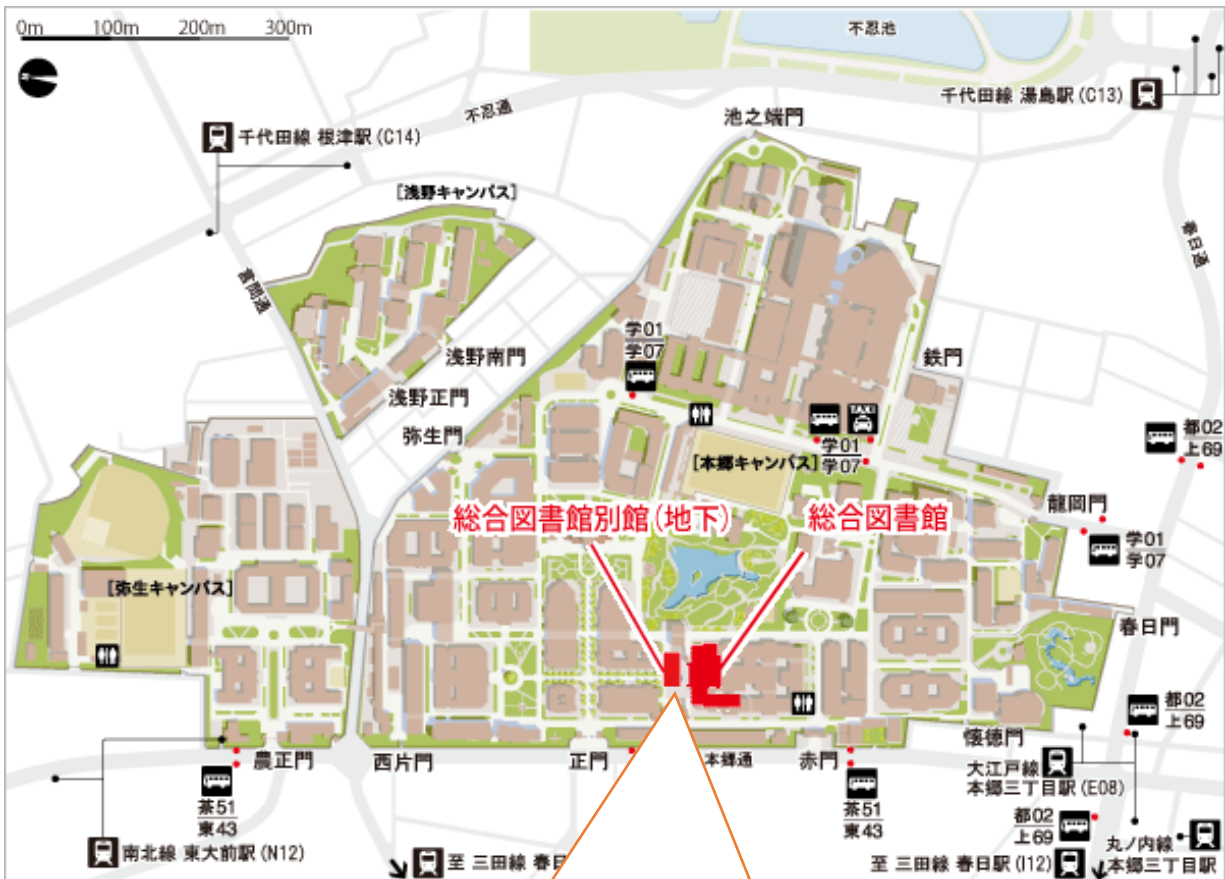 0m 100m 200m 300m
不忍池
千代田線 湯島駅(C13)
不忍通
池之端門
千代田線 根津駅(C14)
[浅野キャンパス]
春日通
言問通
学01
学07
浅野南門
鉄門
浅野正門
弥生門
TAXI
学01
学07
[本郷キャンパス]
都02
上69
総合図書館別館(地下)
総合図書館
龍岡門
学01
学07
[弥生キャンパス]
春日門
都02
上69
農正門
西片門
正門
本郷通
赤門
懐徳門
大江戸線
本郷三丁目駅(E08)
茶51
東43
茶51
東43
都02
上69
南北線 東大前駅(N12)
至 三田線 春日
至 三田線 春日駅(I12)
丸ノ内線
本郷三丁目駅